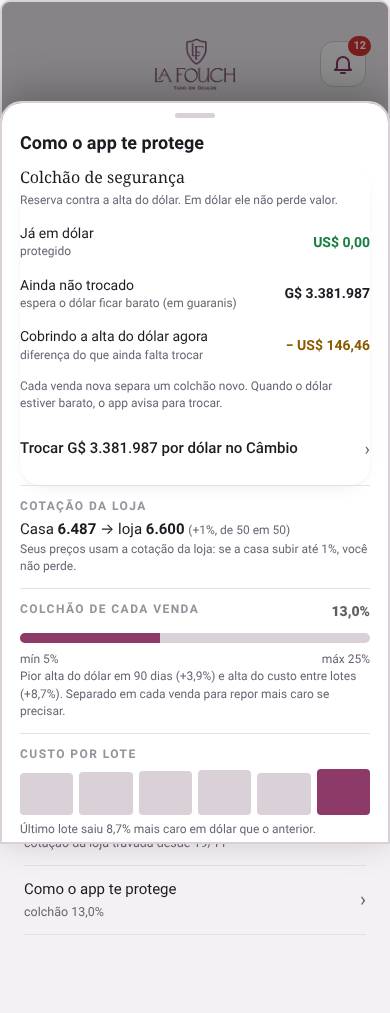 12
LA FOUCH
Como o app te protege
Colchão de segurança
Reserva contra a alta do dólar. Em dólar ele não perde valor.
Já em dólar
protegido
US$ 0,00
Ainda não trocado
espera o dólar ficar barato (em guaranis)
G$ 3.381.987
Cobrindo a alta do dólar agora
diferença do que ainda falta trocar
− US$ 146,46
Cada venda nova separa um colchão novo. Quando o dólar
estiver barato, o app avisa para trocar.
Trocar G$ 3.381.987 por dólar no Câmbio ›
COTAÇÃO DA LOJA
Casa 6.487 → loja 6.600 (+1%, de 50 em 50)
Seus preços usam a cotação da loja: se a casa subir até 1%, você
não perde.
COLCHÃO DE CADA VENDA
13,0%
mín 5%
máx 25%
Pior alta do dólar em 90 dias (+3,9%) e alta do custo entre lotes
(+8,7%). Separado em cada venda para repor mais caro se
precisar.
CUSTO POR LOTE
Último lote saiu 8,7% mais caro em dólar que o anterior.
cotação da loja travada desde
Como o app te protege
colchão 13,0%
›